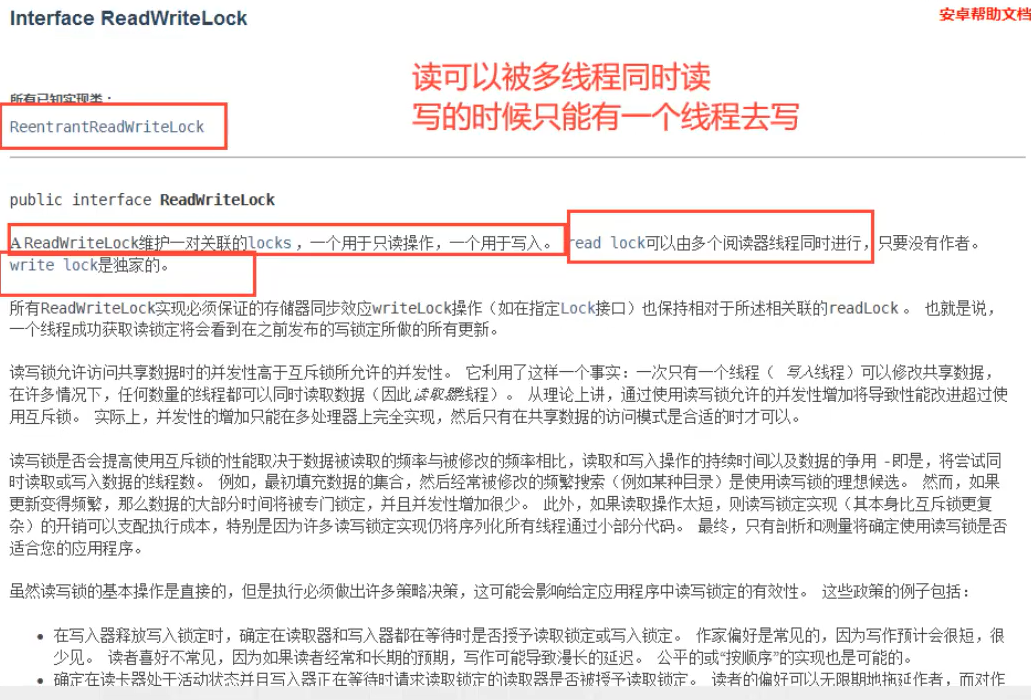 Interface ReadWriteLock
安卓帮助文档
读可以被多线程同时读
写的时候只能有一个线程去写
所有已知实现类：
ReentrantReadWriteLock
public interface ReadWriteLock
A ReadWriteLock维护一对关联的locks ，一个用于只读操作，一个用于写入。 read lock可以由多个阅读器线程同时进行，只要没有作者。
write lock是独家的。
所有ReadWriteLock实现必须保证的存储器同步效应writeLock操作（如在指定Lock接口）也保持相对于所述相关联的readLock 。 也就是说，
一个线程成功获取读锁定将会看到在之前发布的写锁定所做的所有更新。
读写锁允许访问共享数据时的并发性高于互斥锁所允许的并发性。 它利用了这样一个事实：一次只有一个线程（ 写入线程）可以修改共享数据，
在许多情况下，任何数量的线程都可以同时读取数据（因此读取器线程）。 从理论上讲，通过使用读写锁允许的并发性增加将导致性能改进超过使
用互斥锁。 实际上，并发性的增加只能在多处理器上完全实现，然后只有在共享数据的访问模式是合适的时才可以。
读写锁是否会提高使用互斥锁的性能取决于数据被读取的频率与被修改的频率相比，读取和写入操作的持续时间以及数据的争用 -即是，将尝试同
时读取或写入数据的线程数。 例如，最初填充数据的集合，然后经常被修改的频繁搜索（例如某种目录）是使用读写锁的理想候选。 然而，如果
更新变得频繁，那么数据的大部分时间将被专门锁定，并且并发性增加很少。 此外，如果读取操作太短，则读写锁定实现（其本身比互斥锁更复
杂）的开销可以支配执行成本，特别是因为许多读写锁定实现仍将序列化所有线程通过小部分代码。 最终，只有剖析和测量将确定使用读写锁是否
适合您的应用程序。
虽然读写锁的基本操作是直接的，但是执行必须做出许多策略决策，这可能会影响给定应用程序中读写锁定的有效性。 这些政策的例子包括：
• 在写入器释放写入锁定时，确定在读取器和写入器都在等待时是否授予读取锁定或写入锁定。 作家偏好是常见的，因为写作预计会很短，很
少见。 读者喜好不常见，因为如果读者经常和长期的预期，写作可能导致漫长的延迟。 公平的或“按顺序”的实现也是可能的。
• 确定在读卡器处于活动状态并且写入器正在等待时请求读取锁定的读取器是否被授予读取锁定。 读者的偏好可以无限期地拖延作者，而对作